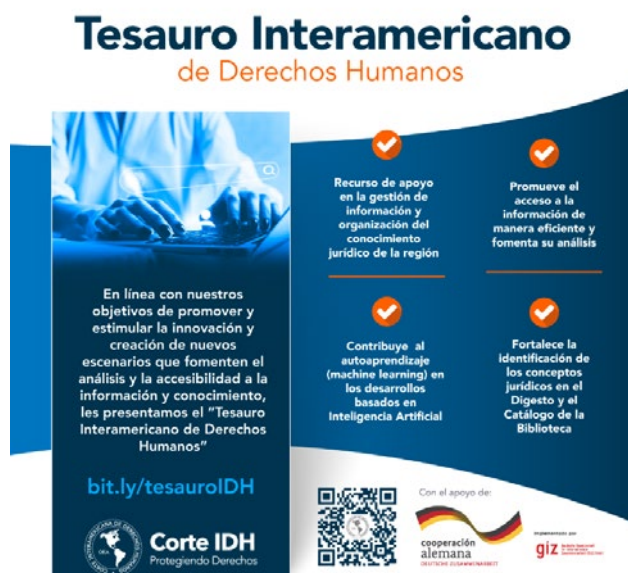 Tesauro Interamericano
de Derechos Humanos
En línea con nuestros
objetivos de promover y
estimular la innovación y
creación de nuevos
escenarios que fomenten el
análisis y la accesibilidad a la
información y conocimiento,
les presentamos el "Tesauro
Interamericano de Derechos
Humanos"
bit.ly/tesauroIDH
Corte IDH
Protegiendo Derechos
Recurso de apoyo
en la gestión de
información y
organización del
conocimiento
jurídico de la región
Promueve el
acceso a la
información de
manera eficiente y
fomenta su análisis
Contribuye al
autoaprendizaje
(machine learning) en
los desarrollos
basados en
Inteligencia Artificial
Fortalece la
identificación de
los conceptos
jurídicos en el
Digesto y el
Catálogo de la
Biblioteca
Con el apoyo de:
cooperación
alemana
DEUTSCHE ZUSAMMENARBEIT
Implementada por:
giz